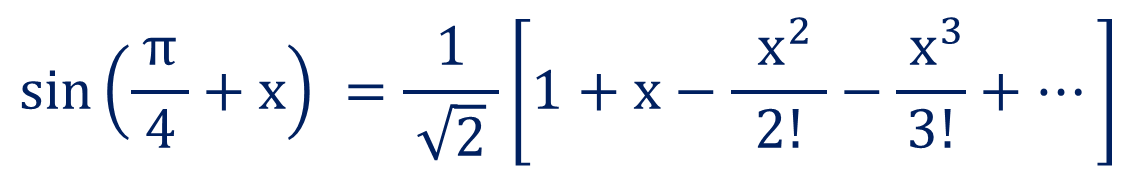 sin(π/4 + x) = 1/√2 [1 + x − x²/2! − x³/3! + ⋯]